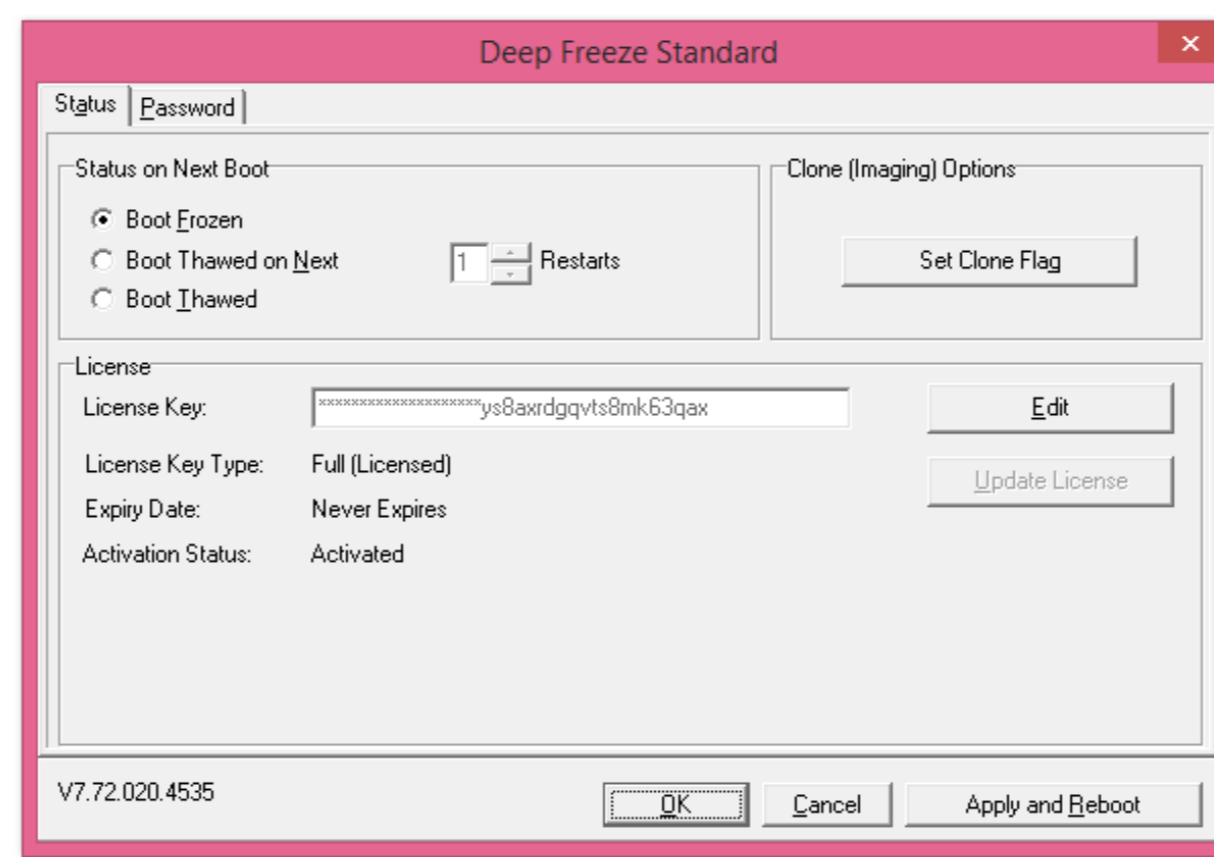 Deep Freeze Standard
Status Password
Status on Next Boot
Boot Frozen
Boot Thawed on Next 1 Restarts
Boot Thawed
Clone (Imaging) Options
Set Clone Flag
License
License Key: ********************ys8axrdgqvts8mk63qax Edit
License Key Type: Full (Licensed) Update License
Expiry Date: Never Expires
Activation Status: Activated
V7.72.020.4535 OK Cancel Apply and Reboot